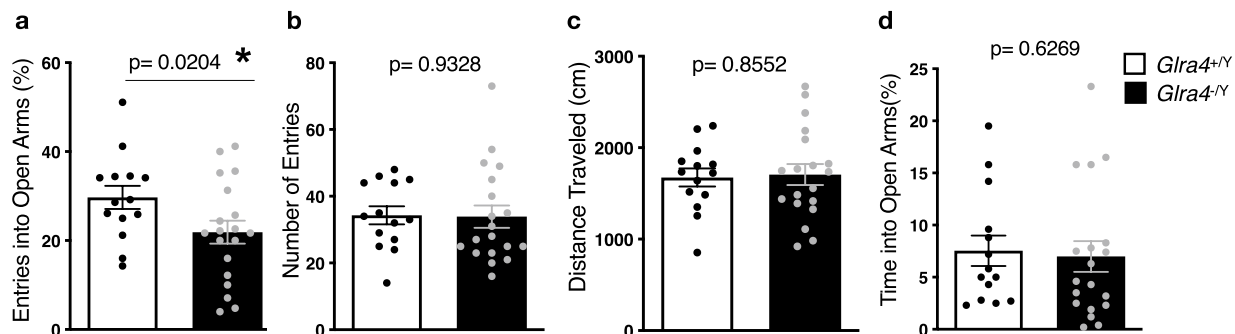 a
p= 0.0204 *
Entries into Open Arms (%)
60
40
20
0
b
p= 0.9328
Number of Entries
80
60
40
20
0
c
p= 0.8552
Distance Traveled (cm)
3000
2000
1000
0
d
p= 0.6269
Time into Open Arms(%)
25
20
15
10
5
0
Glra4+/Y
Glra4-/Y